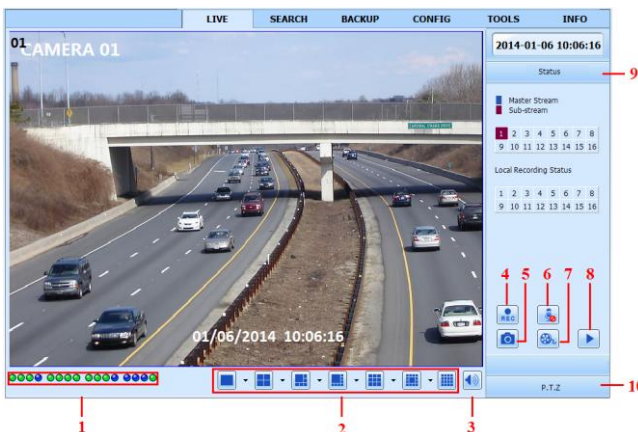 LIVE SEARCH BACKUP CONFIG TOOLS INFO
01
CAMERA 01
2014-01-06 10:06:16
Status
9
Master Stream
Sub-stream
1 2 3 4 5 6 7 8
9 10 11 12 13 14 15 16
Local Recording Status
1 2 3 4 5 6 7 8
9 10 11 12 13 14 15 16
4 5 6 7 8
REC
01/06/2014 10:06:16
P.T.Z
10
1 2 3